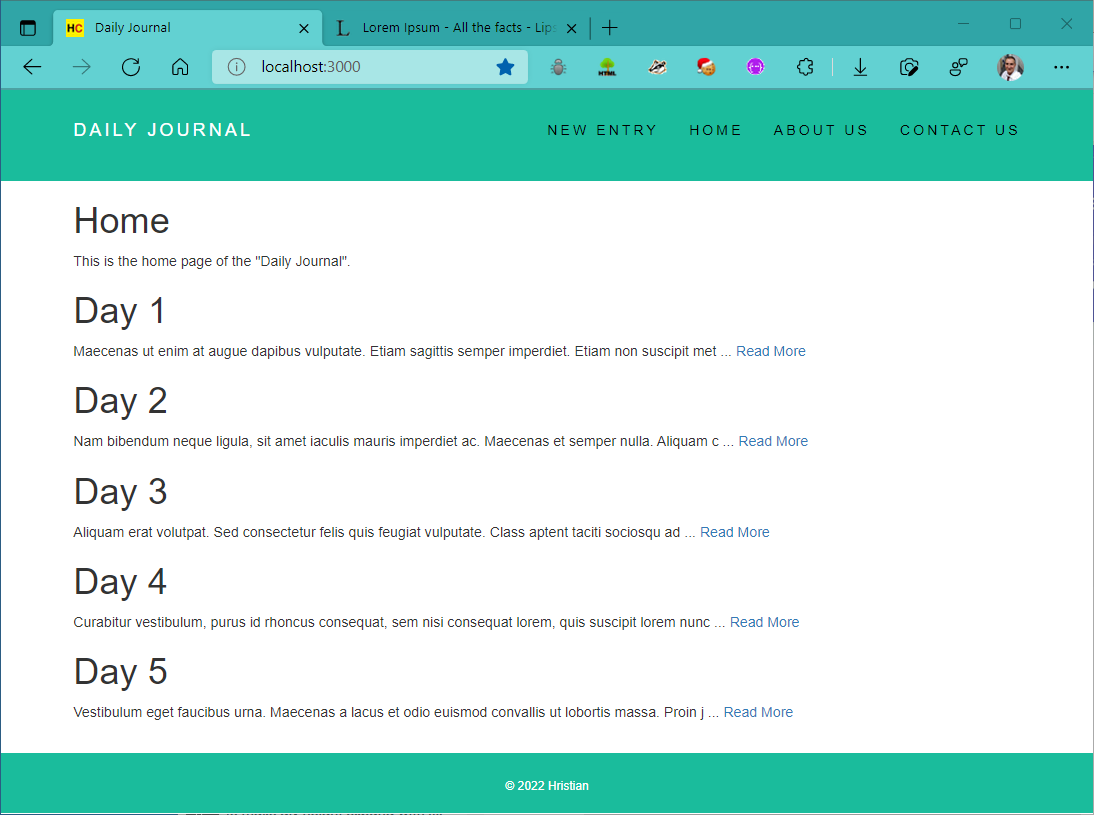 HC Daily Journal
L Lorem Ipsum - All the facts - Lips
localhost:3000
HTML
DAILY JOURNAL NEW ENTRY HOME ABOUT US CONTACT US
Home
This is the home page of the "Daily Journal".
Day 1
Maecenas ut enim at augue dapibus vulputate. Etiam sagittis semper imperdiet. Etiam non suscipit met ... Read More
Day 2
Nam bibendum neque ligula, sit amet iaculis mauris imperdiet ac. Maecenas et semper nulla. Aliquam c ... Read More
Day 3
Aliquam erat volutpat. Sed consectetur felis quis feugiat vulputate. Class aptent taciti sociosqu ad ... Read More
Day 4
Curabitur vestibulum, purus id rhoncus consequat, sem nisi consequat lorem, quis suscipit lorem nunc ... Read More
Day 5
Vestibulum eget faucibus urna. Maecenas a lacus et odio euismod convallis ut lobortis massa. Proin j ... Read More
© 2022 Hristian